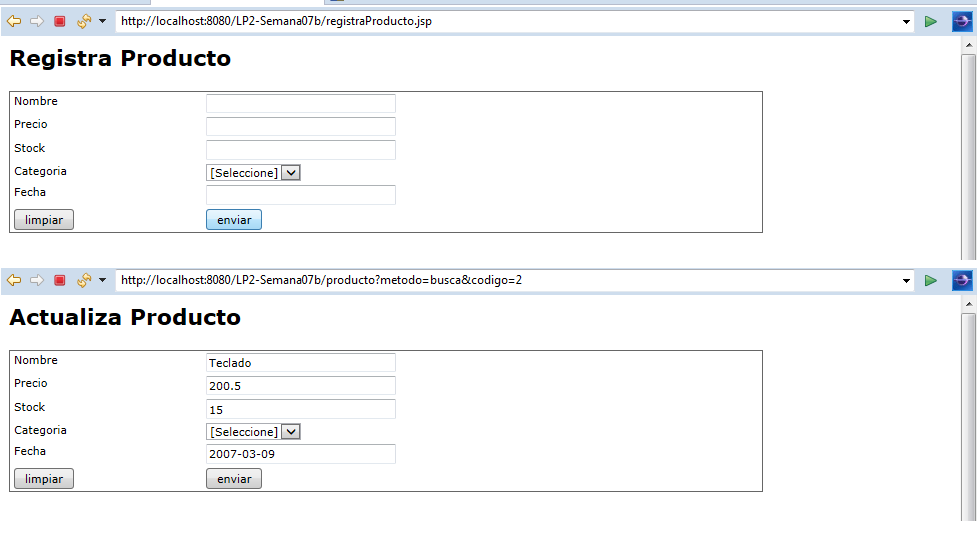 http://localhost:8080/LP2-Semana07b/registraProducto.jsp
Registra Producto
Nombre
Precio
Stock
Categoria [Seleccione]
Fecha
limpiar enviar
http://localhost:8080/LP2-Semana07b/producto?metodo=busca&codigo=2
Actualiza Producto
Nombre Teclado
Precio 200.5
Stock 15
Categoria [Seleccione]
Fecha 2007-03-09
limpiar enviar